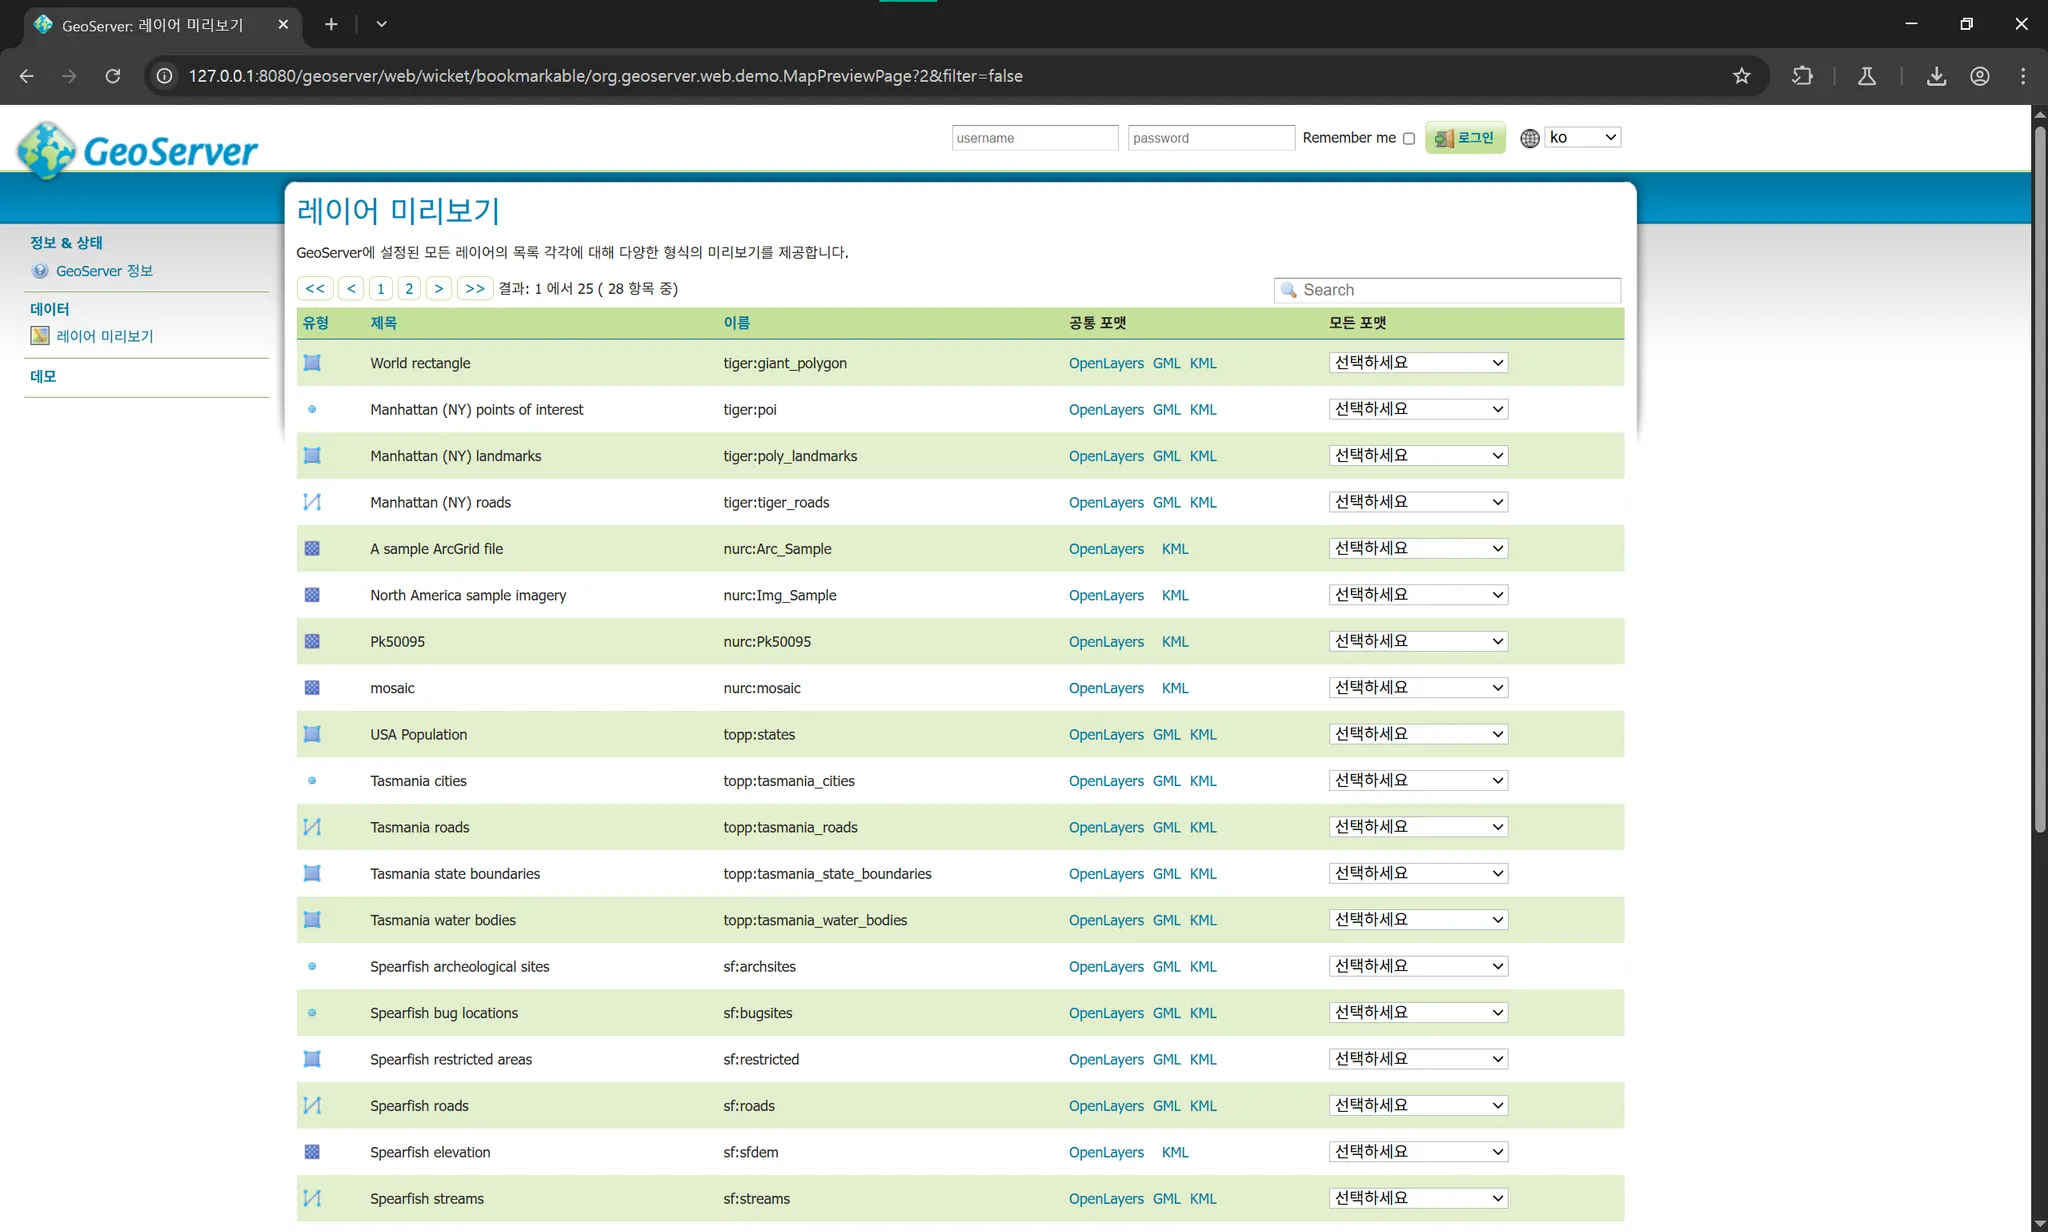 GeoServer: 레이어 미리보기
127.0.0.1:8080/geoserver/web/wicket/bookmarkable/org.geoserver.web.demo.MapPreviewPage?2&filter=false
GeoServer
username password Remember me 로그인 ko
레이어 미리보기
GeoServer에 설정된 모든 레이어의 목록 각각에 대해 다양한 형식의 미리보기를 제공합니다.
정보 & 상태
GeoServer 정보
데이터
레이어 미리보기
데모
<< < 1 2 > >> 결과: 1 에서 25 ( 28 항목 중) Search
유형 제목 이름 공통 포맷 모든 포맷
World rectangle tiger:giant_polygon OpenLayers GML KML 선택하세요
Manhattan (NY) points of interest tiger:poi OpenLayers GML KML 선택하세요
Manhattan (NY) landmarks tiger:poly_landmarks OpenLayers GML KML 선택하세요
Manhattan (NY) roads tiger:tiger_roads OpenLayers GML KML 선택하세요
A sample ArcGrid file nurc:Arc_Sample OpenLayers KML 선택하세요
North America sample imagery nurc:Img_Sample OpenLayers KML 선택하세요
Pk50095 nurc:Pk50095 OpenLayers KML 선택하세요
mosaic nurc:mosaic OpenLayers KML 선택하세요
USA Population topp:states OpenLayers GML KML 선택하세요
Tasmania cities topp:tasmania_cities OpenLayers GML KML 선택하세요
Tasmania roads topp:tasmania_roads OpenLayers GML KML 선택하세요
Tasmania state boundaries topp:tasmania_state_boundaries OpenLayers GML KML 선택하세요
Tasmania water bodies topp:tasmania_water_bodies OpenLayers GML KML 선택하세요
Spearfish archeological sites sf:archsites OpenLayers GML KML 선택하세요
Spearfish bug locations sf:bugsites OpenLayers GML KML 선택하세요
Spearfish restricted areas sf:restricted OpenLayers GML KML 선택하세요
Spearfish roads sf:roads OpenLayers GML KML 선택하세요
Spearfish elevation sf:sfdem OpenLayers KML 선택하세요
Spearfish streams sf:streams OpenLayers GML KML 선택하세요